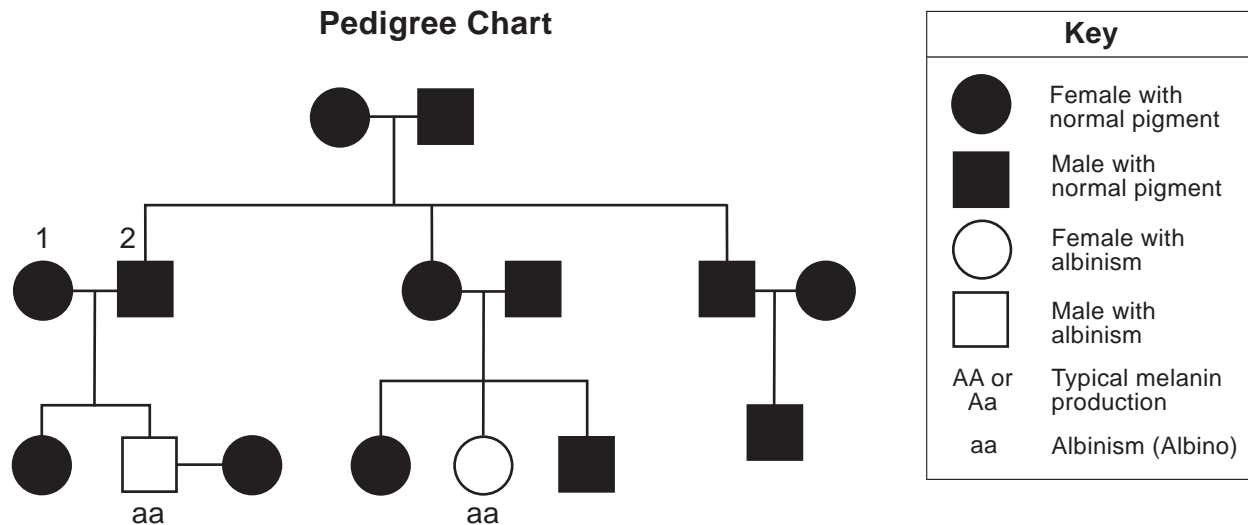 Pedigree Chart
1
2
aa
aa
Key
Female with
normal pigment
Male with
normal pigment
Female with
albinism
Male with
albinism
AA or
Aa
Typical melanin
production
aa
Albinism (Albino)